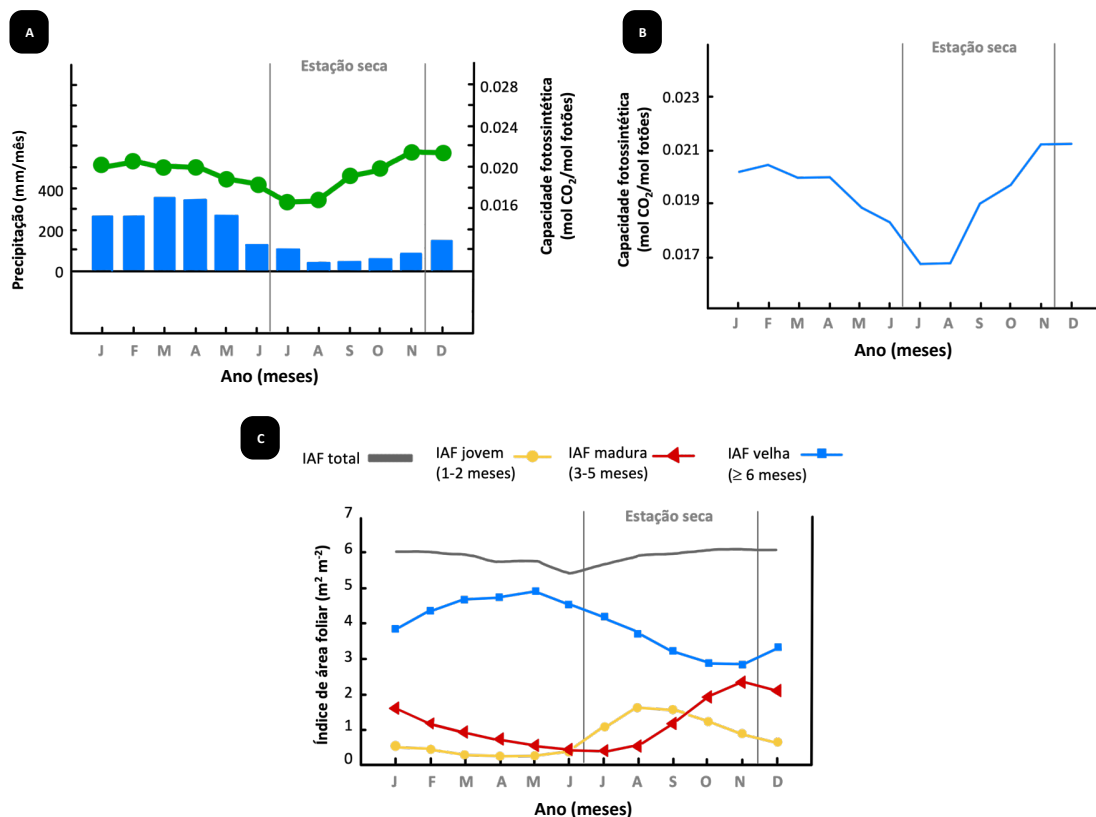 A
Estação seca
Precipitação (mm/mês)
400
200
0
0.028
0.024
0.020
0.016
Capacidade fotossintética
(mol CO₂/mol fotões)
J F M A M J J A S O N D
Ano (meses)
B
Estação seca
Capacidade fotossintética
(mol CO₂/mol fotões)
0.023
0.021
0.019
0.017
J F M A M J J A S O N D
Ano (meses)
C
IAF total
IAF jovem
(1-2 meses)
IAF madura
(3-5 meses)
IAF velha
(≥ 6 meses)
Estação seca
Índice de área foliar (m² m⁻²)
7
6
5
4
3
2
1
0
J F M A M J J A S O N D
Ano (meses)